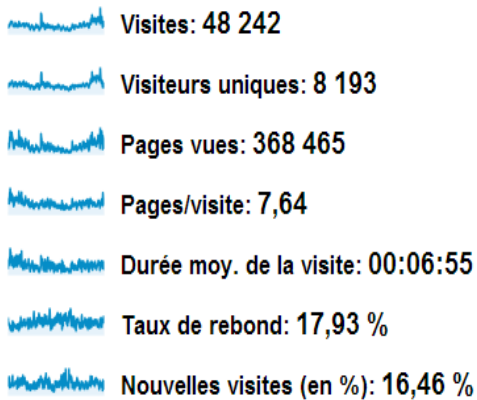 Visites: 48 242
Visiteurs uniques: 8 193
Pages vues: 368 465
Pages/visite: 7,64
Durée moy. de la visite: 00:06:55
Taux de rebond: 17,93 %
Nouvelles visites (en %): 16,46 %